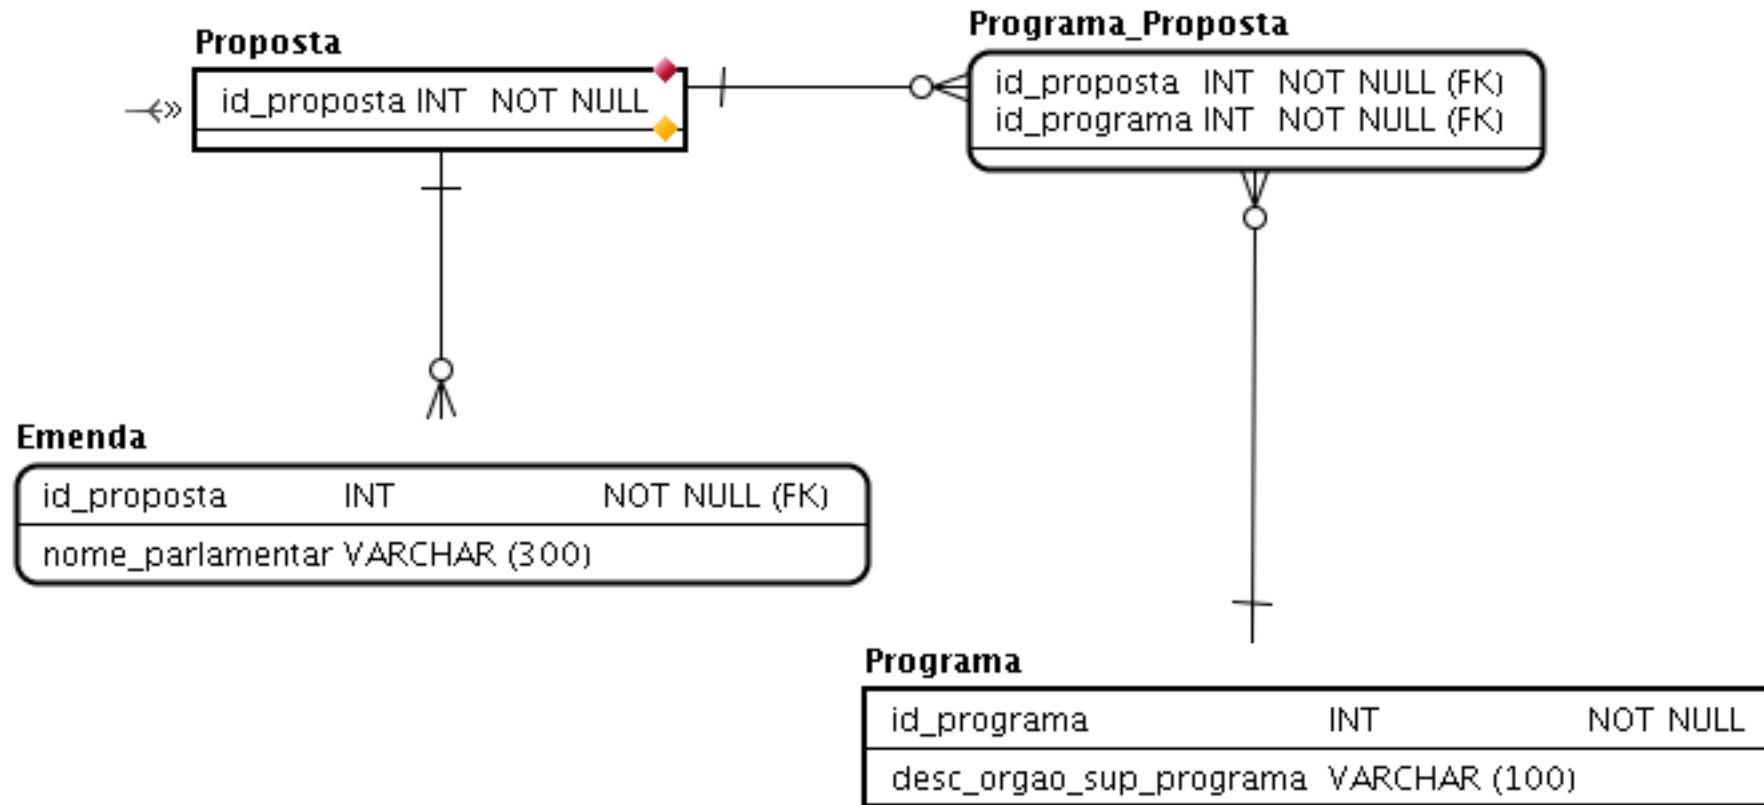 Proposta
id_proposta INT NOT NULL
Programa_Proposta
id_proposta INT NOT NULL (FK)
id_programa INT NOT NULL (FK)
Emenda
id_proposta INT NOT NULL (FK)
nome_parlamentar VARCHAR (300)
Programa
id_programa INT NOT NULL
desc_orgao_sup_programa VARCHAR (100)